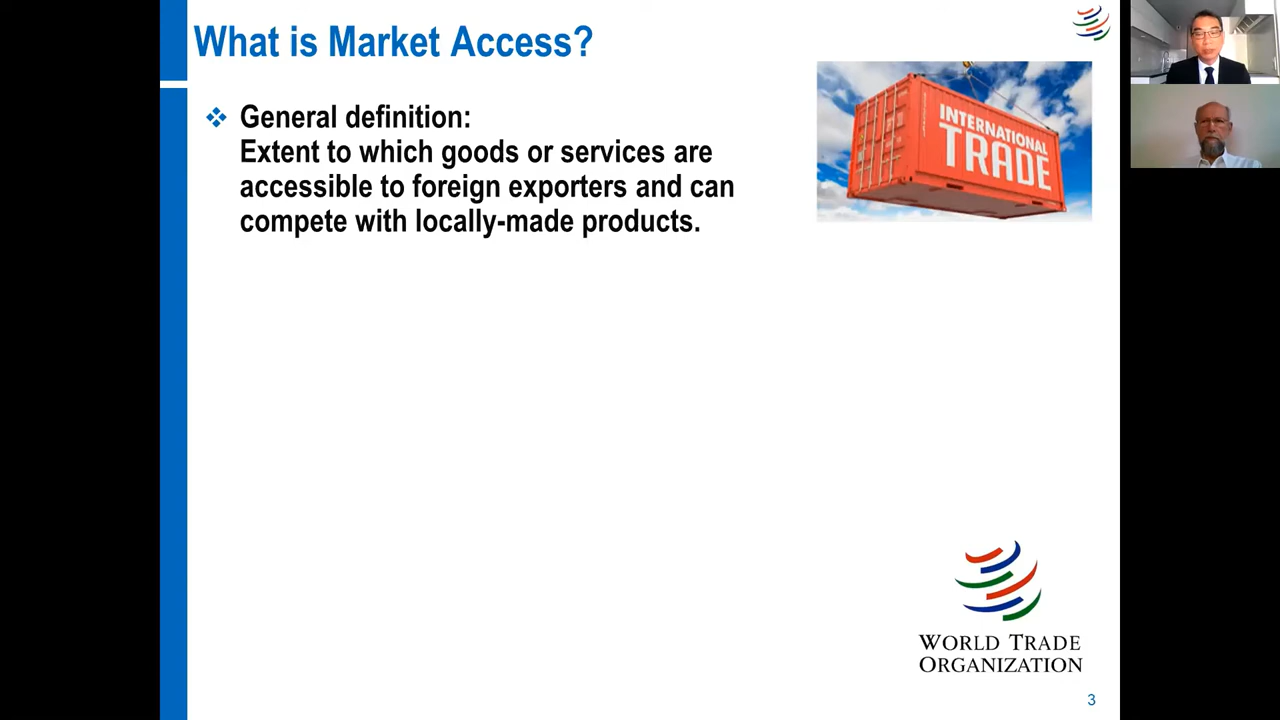 What is Market Access?
General definition:
Extent to which goods or services are
accessible to foreign exporters and can
compete with locally-made products.
INTERNATIONAL
TRADE
WORLD TRADE
ORGANIZATION
3